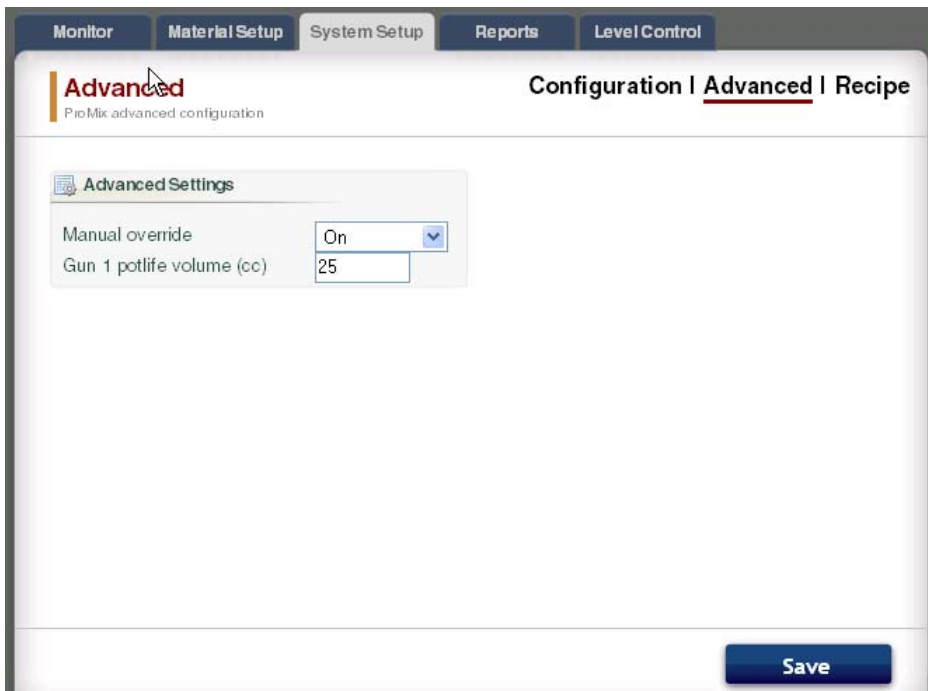 Monitor Material Setup System Setup Reports Level Control
Advanced
Configuration | Advanced | Recipe
ProMix advanced configuration
Advanced Settings
Manual override On
Gun 1 potlife volume (cc) 25
Save